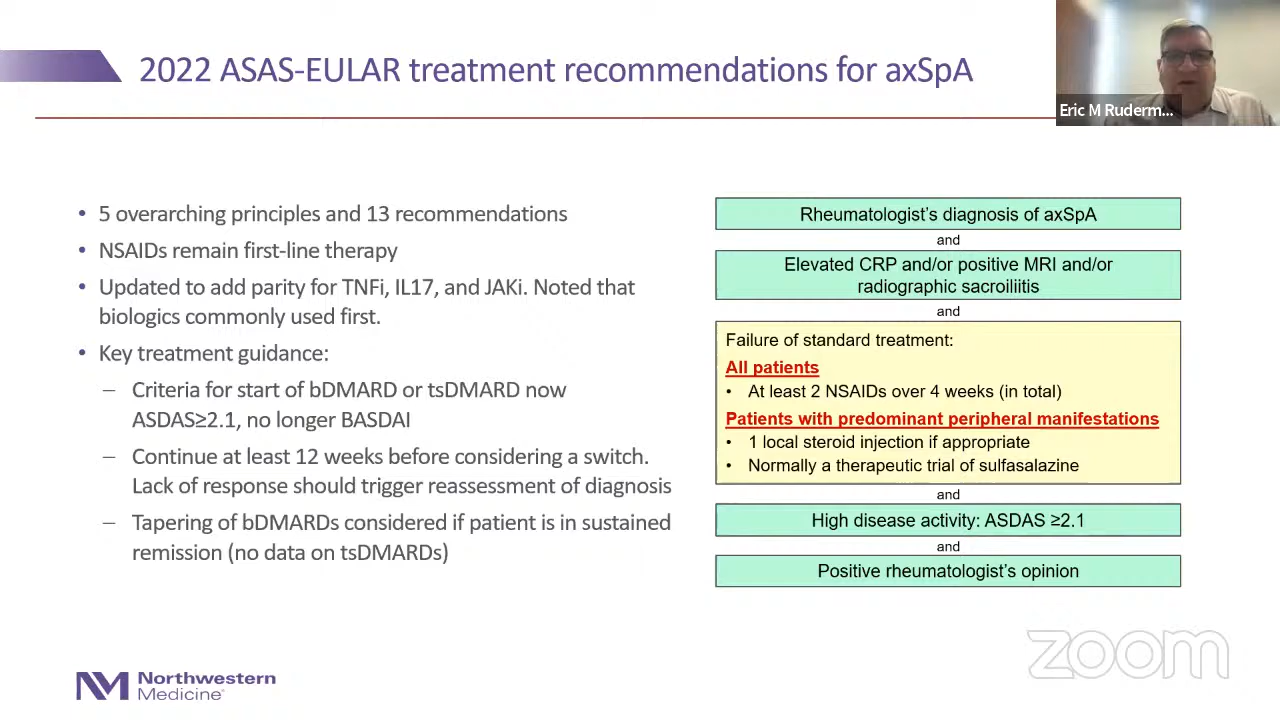 2022 ASAS-EULAR treatment recommendations for axSpA
Eric M Ruderm...
• 5 overarching principles and 13 recommendations
• NSAIDs remain first-line therapy
• Updated to add parity for TNFi, IL17, and JAKi. Noted that
biologics commonly used first.
• Key treatment guidance:
– Criteria for start of bDMARD or tsDMARD now
ASDAS≥2.1, no longer BASDAI
– Continue at least 12 weeks before considering a switch.
Lack of response should trigger reassessment of diagnosis
– Tapering of bDMARDs considered if patient is in sustained
remission (no data on tsDMARDs)
Rheumatologist's diagnosis of axSpA
and
Elevated CRP and/or positive MRI and/or
radiographic sacroiliitis
and
Failure of standard treatment:
All patients
• At least 2 NSAIDs over 4 weeks (in total)
Patients with predominant peripheral manifestations
• 1 local steroid injection if appropriate
• Normally a therapeutic trial of sulfasalazine
and
High disease activity: ASDAS ≥2.1
and
Positive rheumatologist's opinion
zoom
NM Northwestern
Medicine®